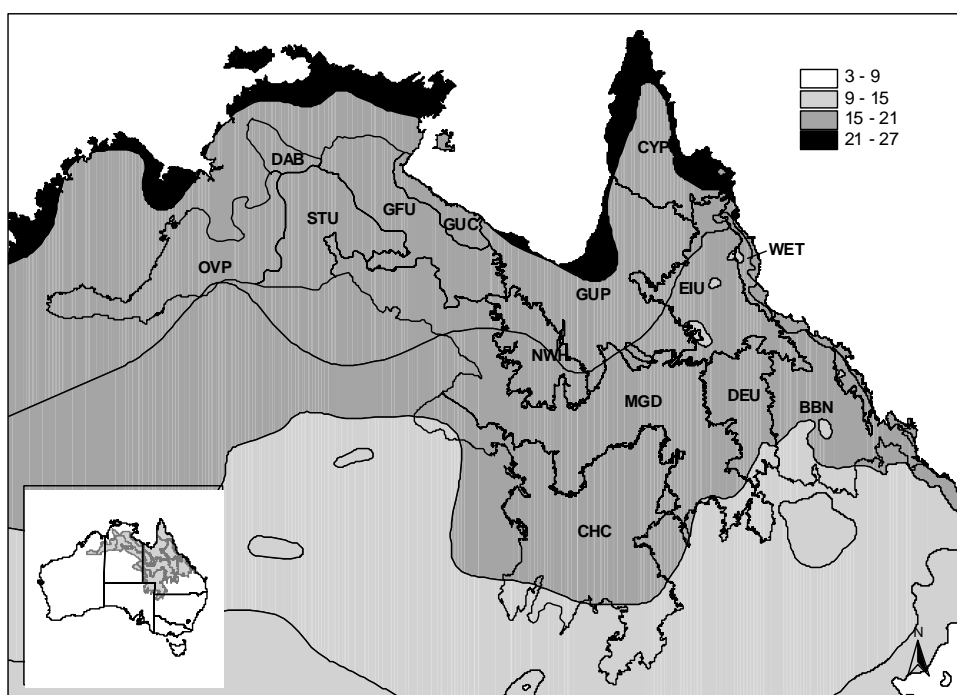 3 - 9
9 - 15
15 - 21
21 - 27
CYP
DAB
STU
GFU
GUC
WET
OVP
GUP
EIU
NWH
MGD
DEU
BBN
CHC
N